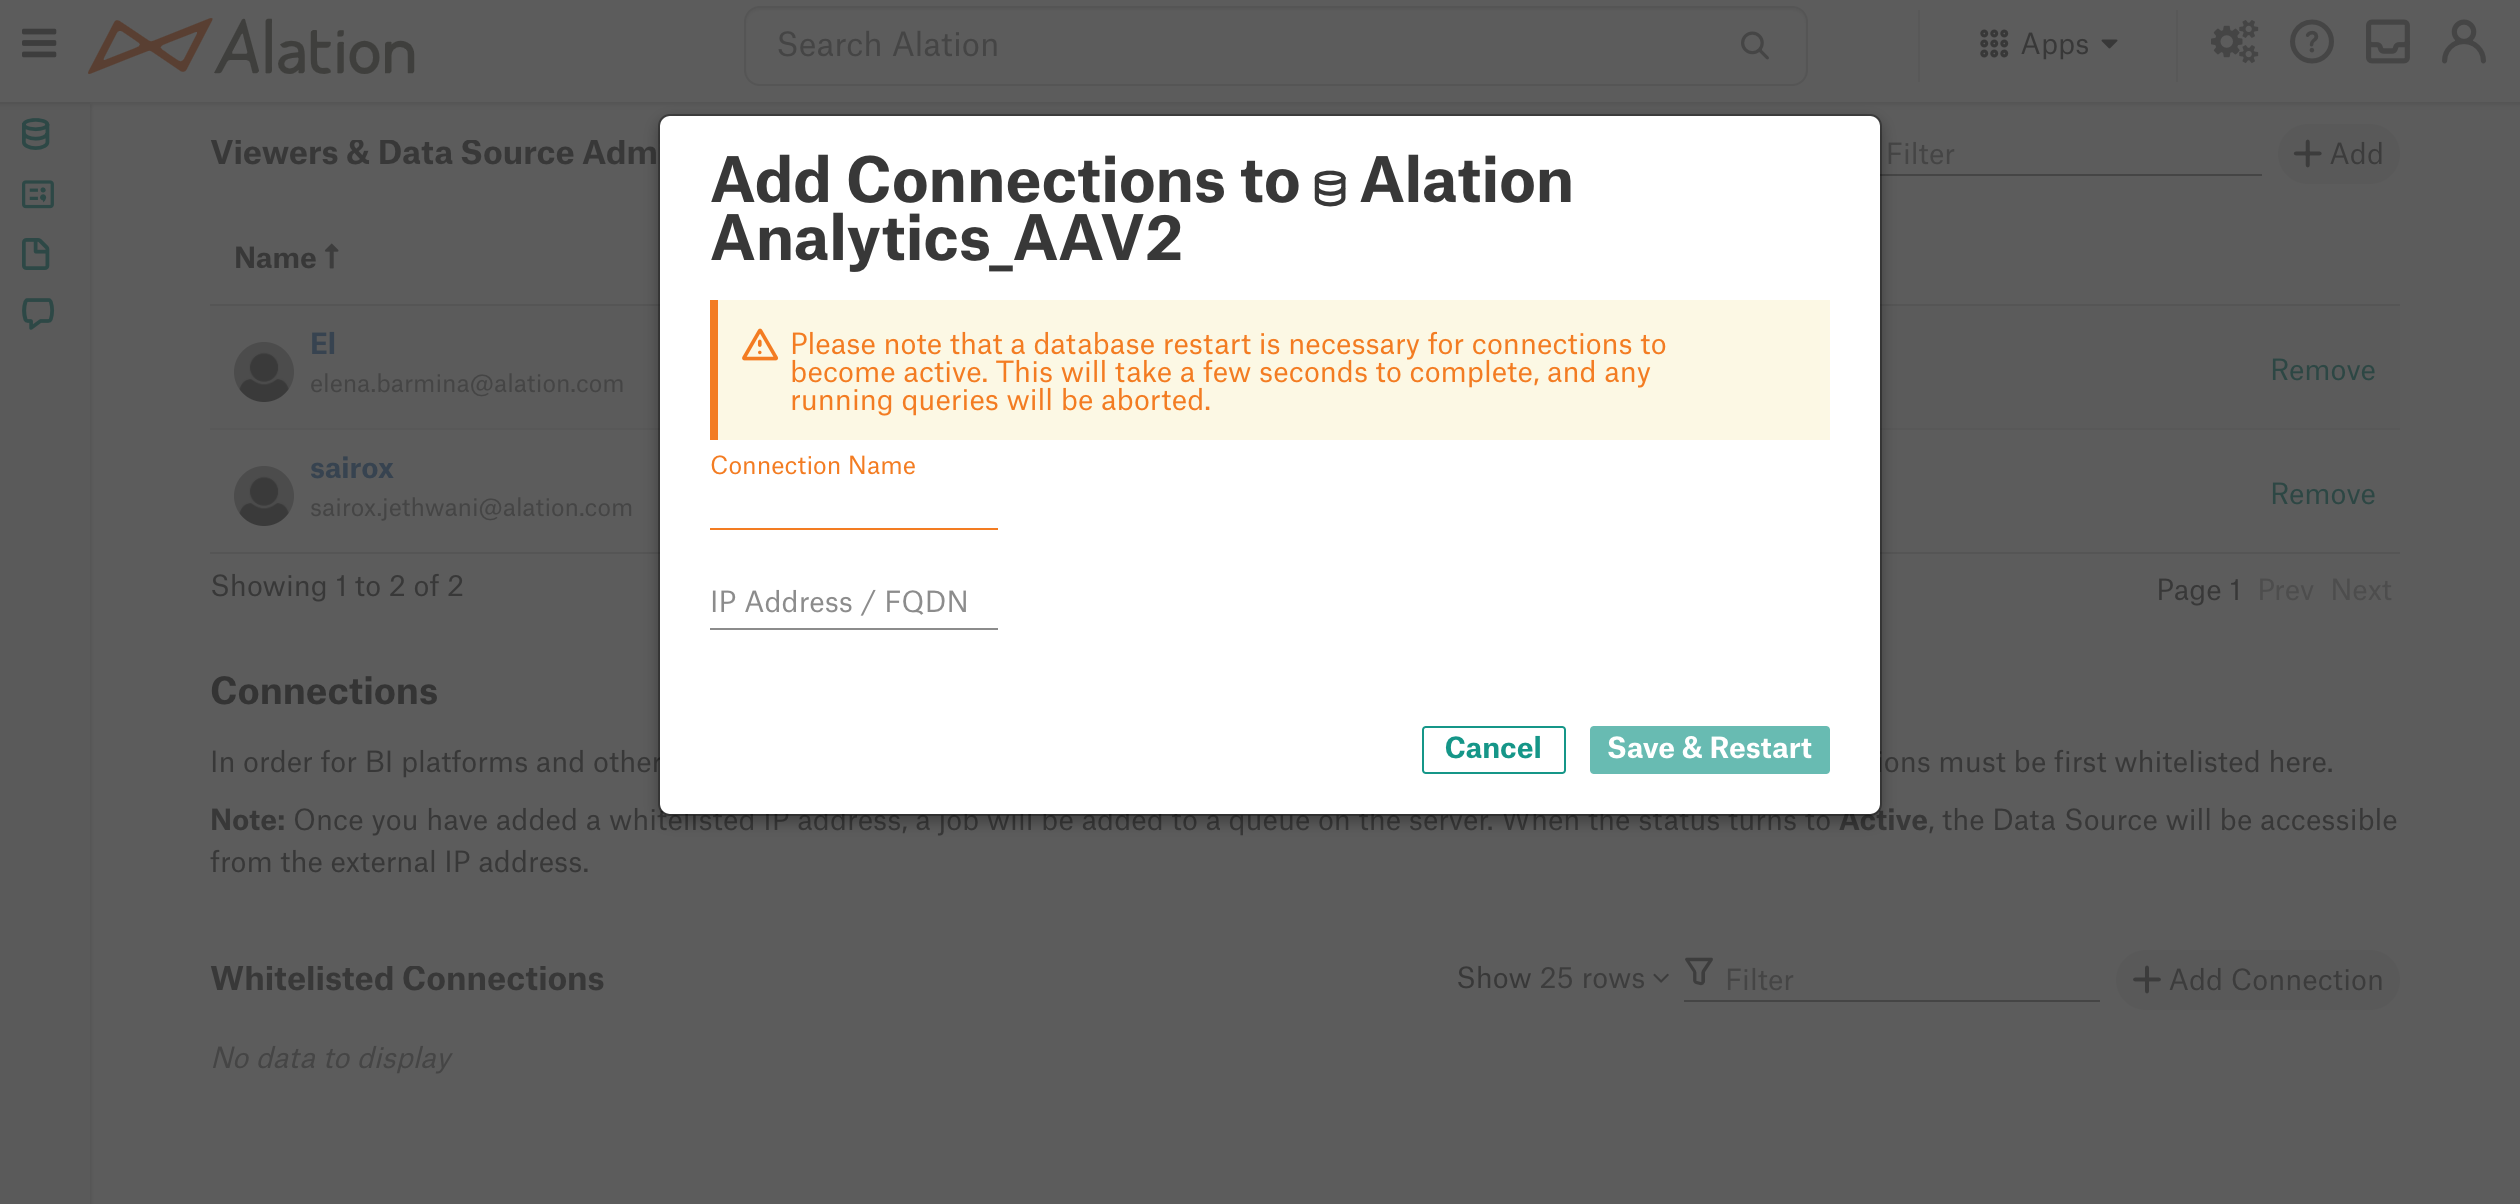 Alation
Search Alation
Apps
Viewers & Data Source Adm
Filter
Add
Name
El
elena.barmina@alation.com
Remove
sairox
sairox.jethwani@alation.com
Remove
Showing 1 to 2 of 2
Page 1 Prev Next
Add Connections to Alation
Analytics_AAV2
Please note that a database restart is necessary for connections to
become active. This will take a few seconds to complete, and any
running queries will be aborted.
Connection Name
IP Address / FQDN
Cancel
Save & Restart
Connections
In order for BI platforms and other
ons must be first whitelisted here.
Note: Once you have added a whitelisted IP address, a job will be added to a queue on the server. When the status turns to Active, the Data Source will be accessible
from the external IP address.
Whitelisted Connections
Show 25 rows
Filter
Add Connection
No data to display